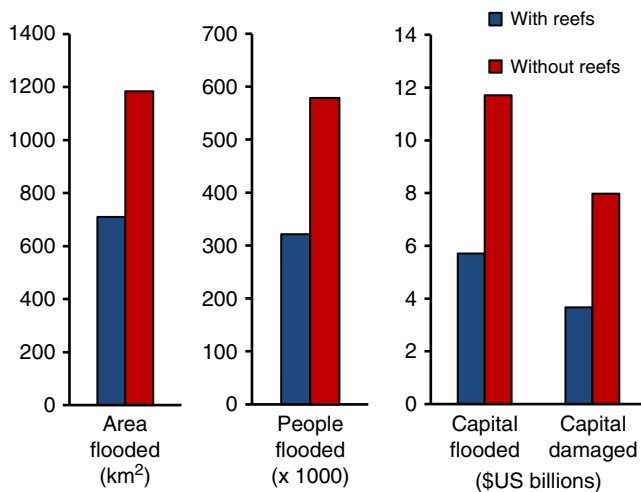 1400
1200
1000
800
600
400
200
0
Area
flooded
(km²)
700
600
500
400
300
200
100
0
People
flooded
(x 1000)
14
12
10
8
6
4
2
0
Capital
flooded
Capital
damaged
($US billions)
With reefs
Without reefs